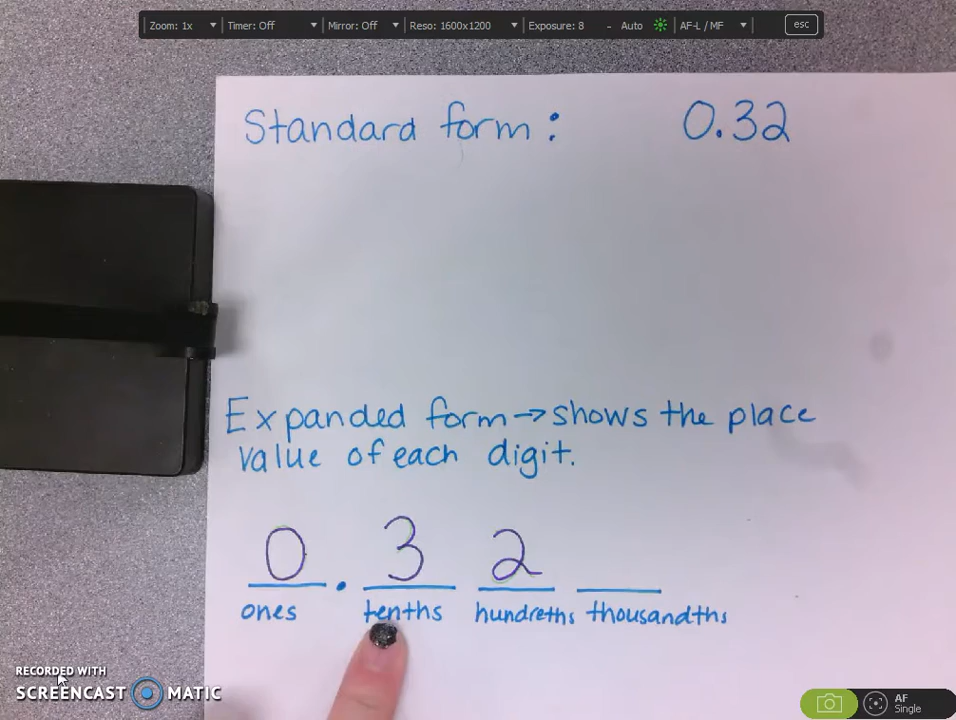 Zoom: 1x Timer: Off Mirror: Off Reso: 1600x1200 Exposure: 8 - Auto AF-L / MF esc
Standard form: 0.32
Expanded form→shows the place
value of each digit.
0 . 3 2
ones tenths hundreths thousandths
RECORDED WITH
SCREENCAST MATIC
AF
Single